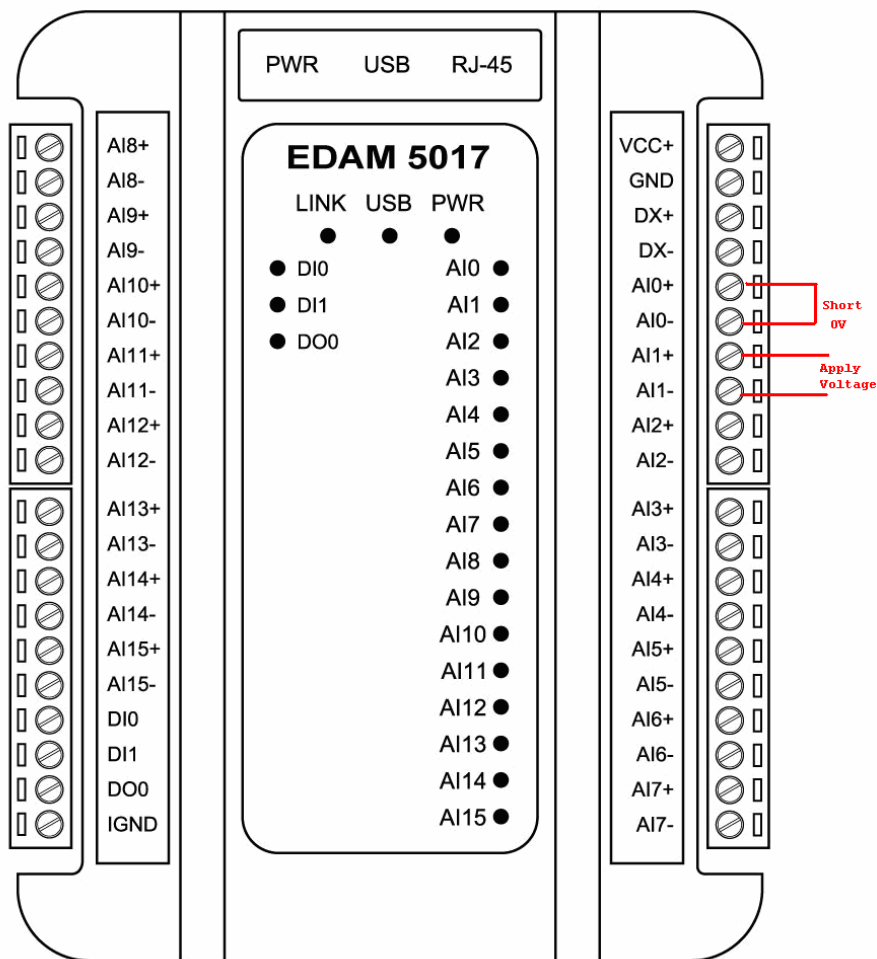 PWR USB RJ-45
EDAM 5017
LINK USB PWR
DI0
DI1
DO0
AI0
AI1
AI2
AI3
AI4
AI5
AI6
AI7
AI8
AI9
AI10
AI11
AI12
AI13
AI14
AI15
AI8+
AI8-
AI9+
AI9-
AI10+
AI10-
AI11+
AI11-
AI12+
AI12-
AI13+
AI13-
AI14+
AI14-
AI15+
AI15-
DI0
DI1
DO0
IGND
VCC+
GND
DX+
DX-
AI0+
AI0-
AI1+
AI1-
AI2+
AI2-
AI3+
AI3-
AI4+
AI4-
AI5+
AI5-
AI6+
AI6-
AI7+
AI7-
Short
0V
Apply
Voltage